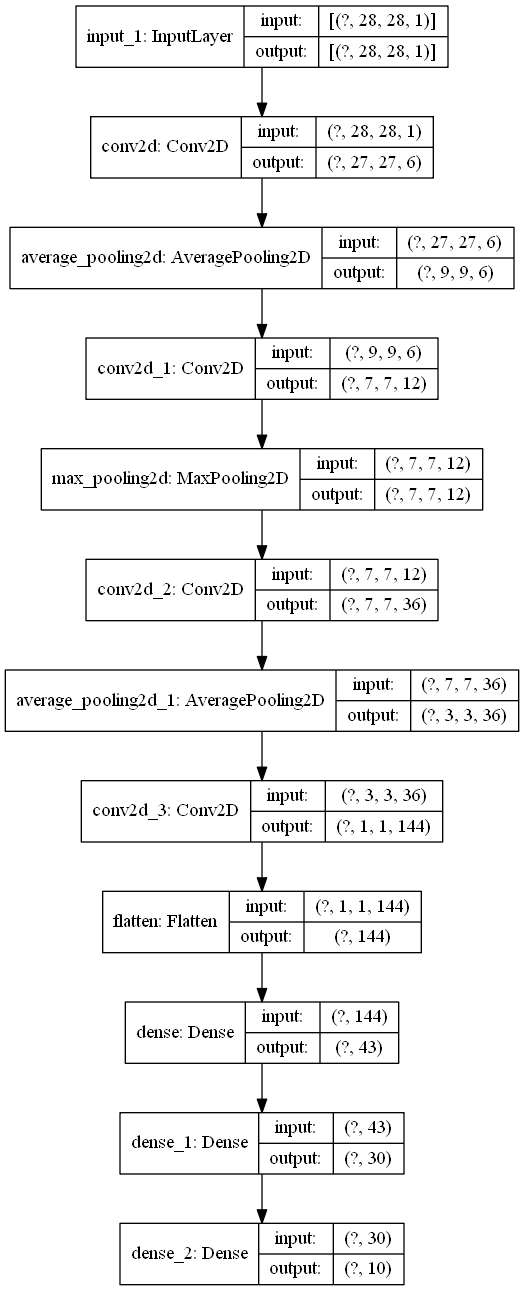 input_1: InputLayer
input: [(?, 28, 28, 1)]
output: [(?, 28, 28, 1)]
conv2d: Conv2D
input: (?, 28, 28, 1)
output: (?, 27, 27, 6)
average_pooling2d: AveragePooling2D
input: (?, 27, 27, 6)
output: (?, 9, 9, 6)
conv2d_1: Conv2D
input: (?, 9, 9, 6)
output: (?, 7, 7, 12)
max_pooling2d: MaxPooling2D
input: (?, 7, 7, 12)
output: (?, 7, 7, 12)
conv2d_2: Conv2D
input: (?, 7, 7, 12)
output: (?, 7, 7, 36)
average_pooling2d_1: AveragePooling2D
input: (?, 7, 7, 36)
output: (?, 3, 3, 36)
conv2d_3: Conv2D
input: (?, 3, 3, 36)
output: (?, 1, 1, 144)
flatten: Flatten
input: (?, 1, 1, 144)
output: (?, 144)
dense: Dense
input: (?, 144)
output: (?, 43)
dense_1: Dense
input: (?, 43)
output: (?, 30)
dense_2: Dense
input: (?, 30)
output: (?, 10)